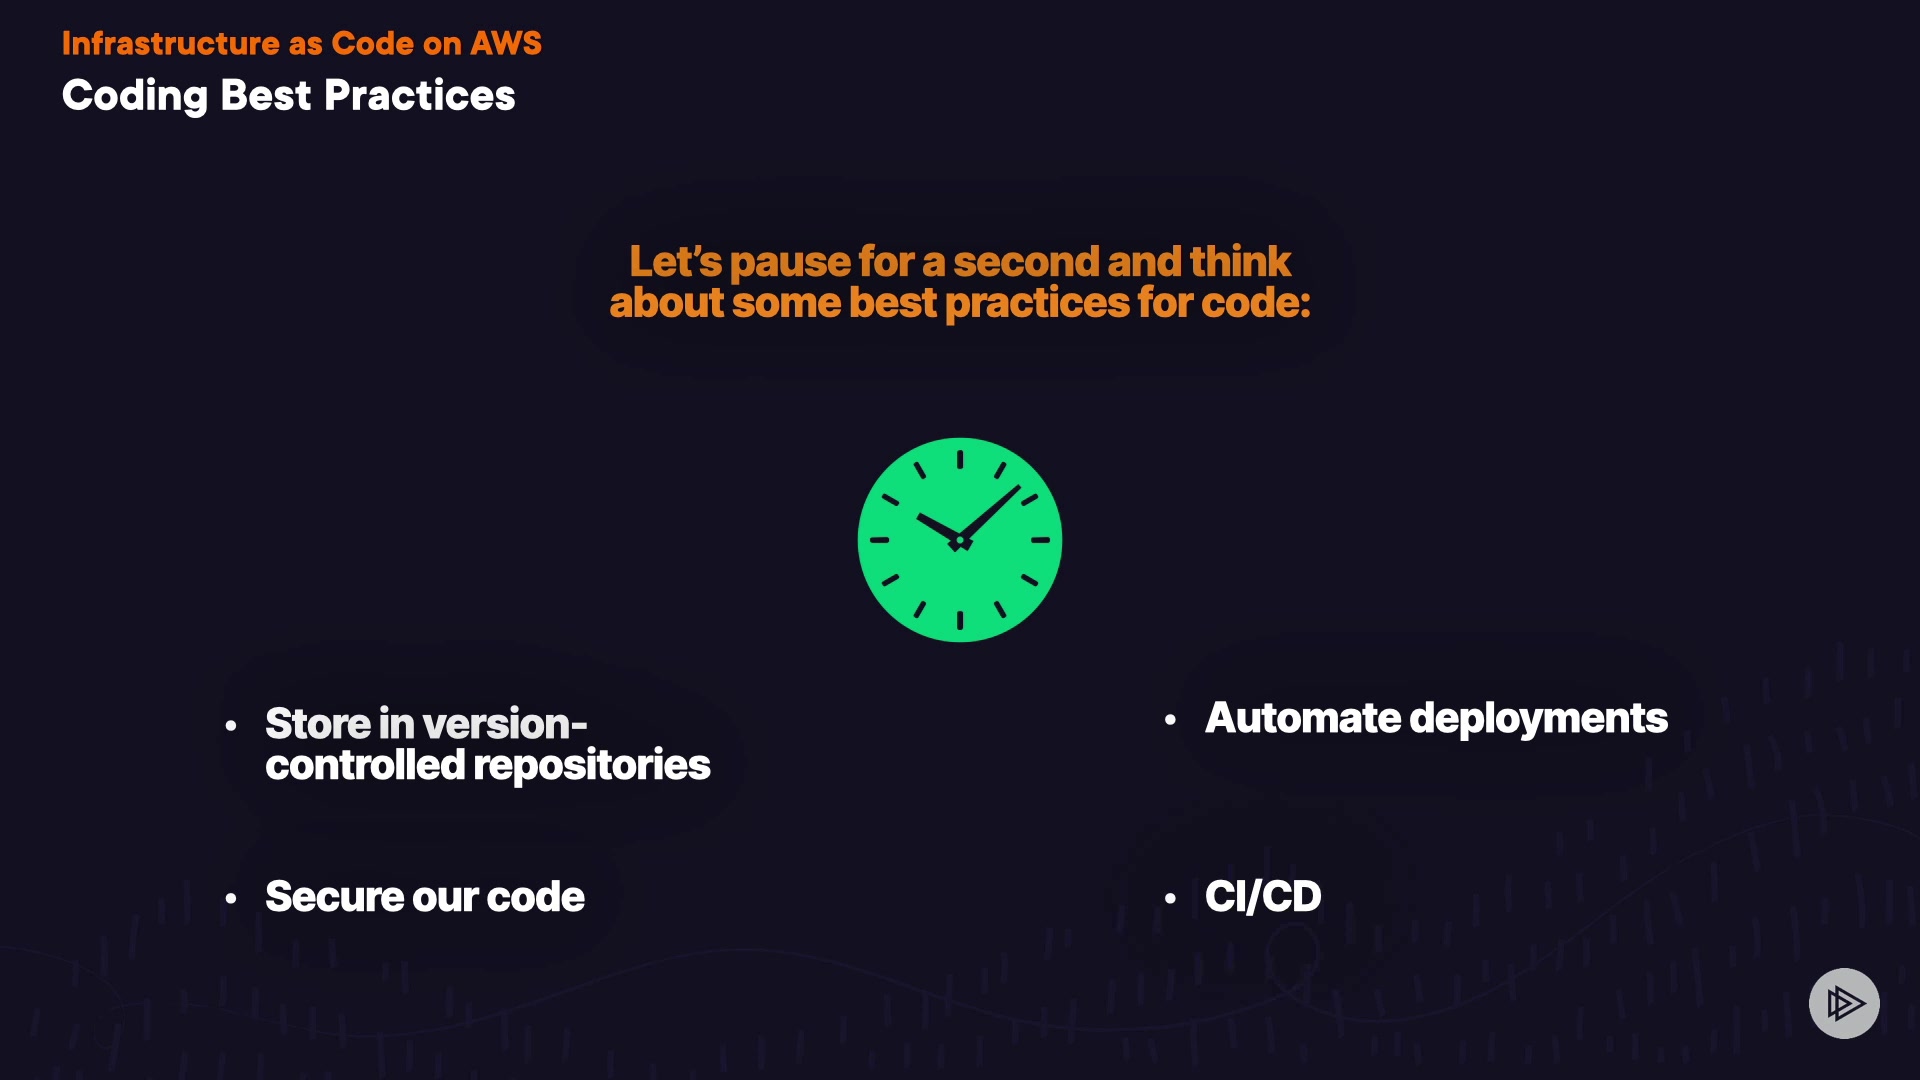 Infrastructure as Code on AWS
Coding Best Practices
Let’s pause for a second and think
about some best practices for code:
• Store in version-
controlled repositories
• Secure our code
• Automate deployments
• CI/CD